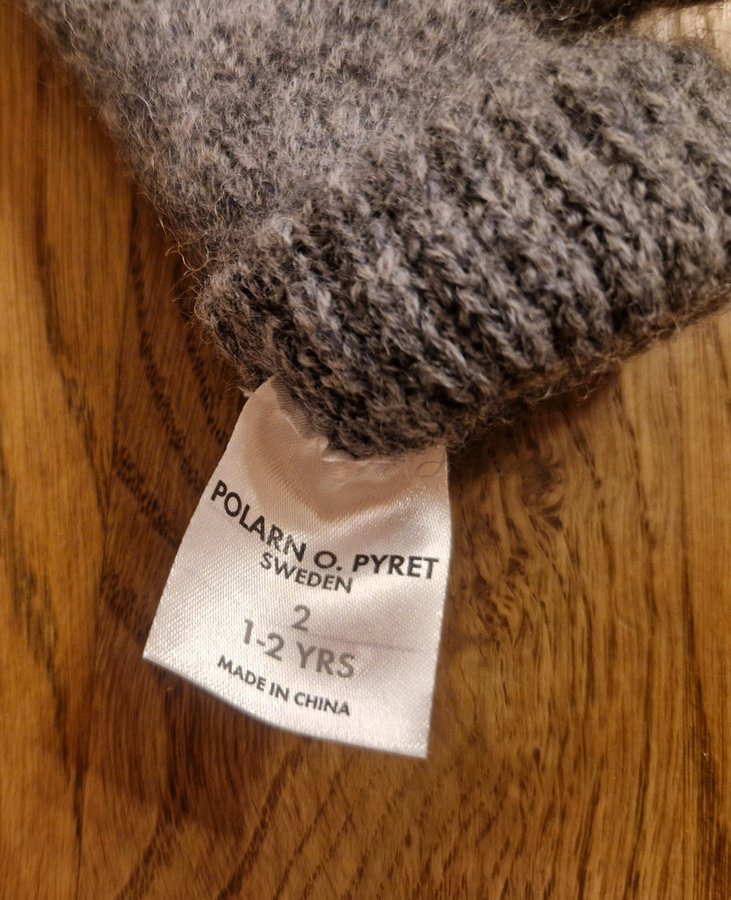 POLARN O. PYRET
SWEDEN
2
1-2 YRS
MADE IN CHINA